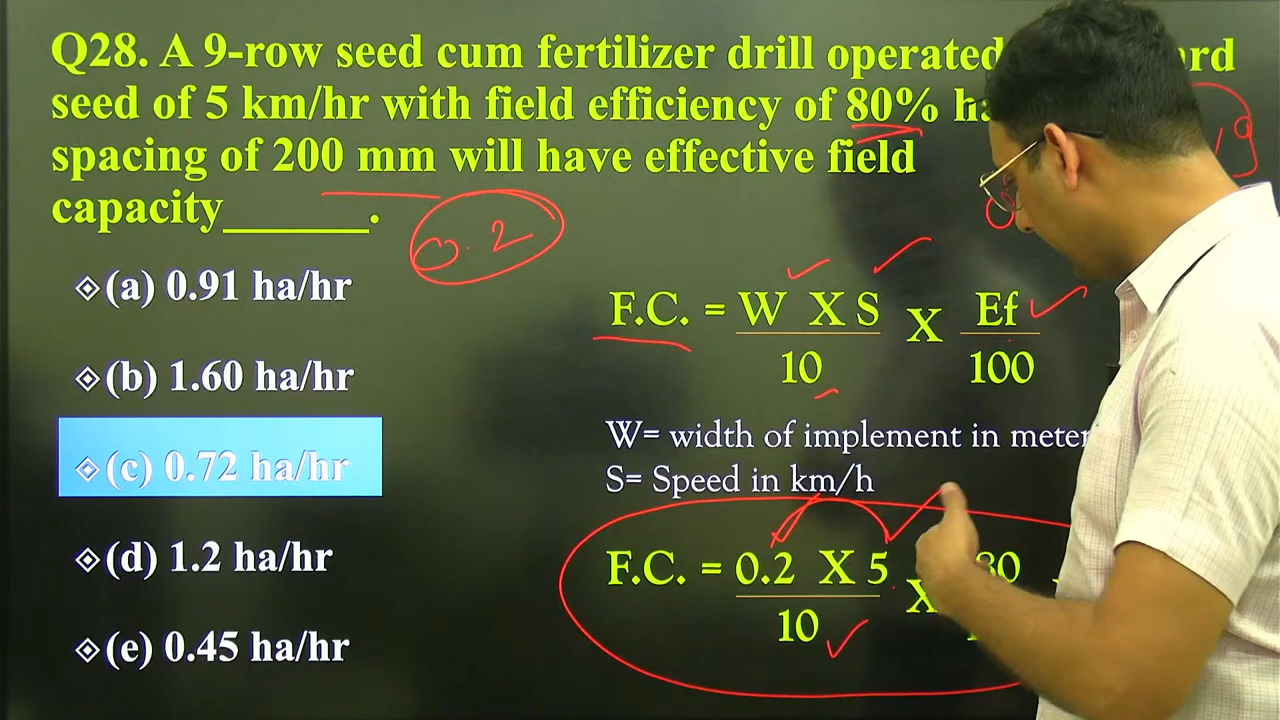 Q28. A 9-row seed cum fertilizer drill operated
seed of 5 km/hr with field efficiency of 80%
spacing of 200 mm will have effective field
capacity______.
0.2
(a) 0.91 ha/hr
(b) 1.60 ha/hr
(c) 0.72 ha/hr
(d) 1.2 ha/hr
(e) 0.45 ha/hr
F.C. = W X S X Ef
10 100
W= width of implement in meter
S= Speed in km/h
F.C. = 0.2 X 5 X
10